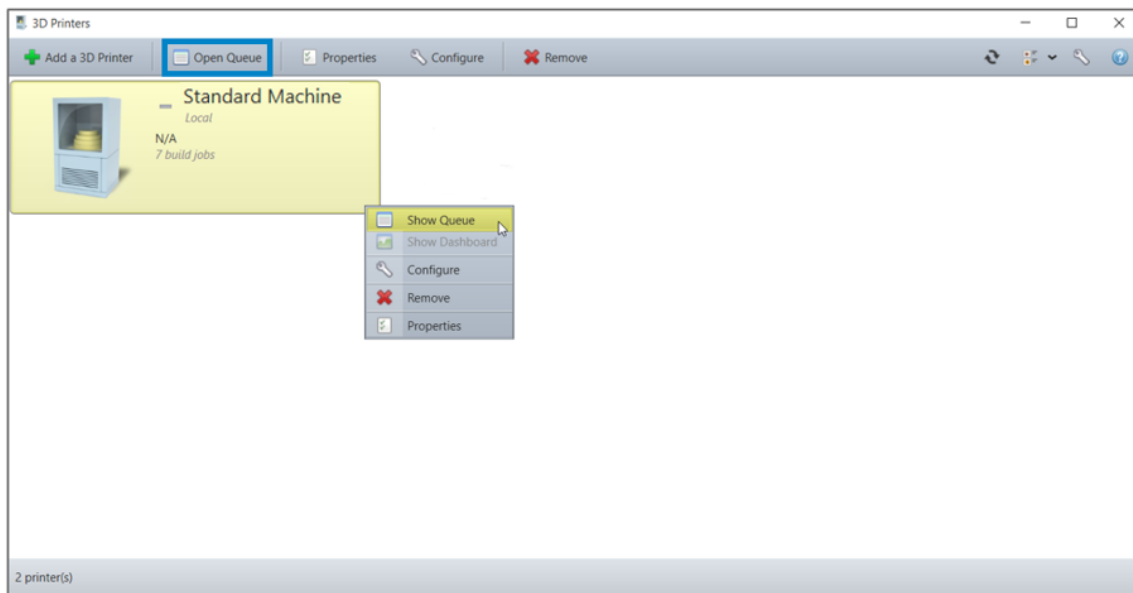 3D Printers
Add a 3D Printer Open Queue Properties Configure Remove
Standard Machine
Local
N/A
7 build jobs
Show Queue
Show Dashboard
Configure
Remove
Properties
2 printer(s)